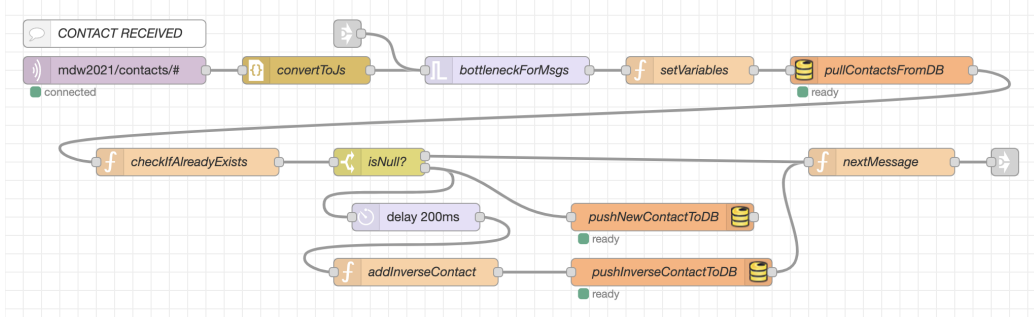 CONTACT RECEIVED
mdw2021/contacts/#
convertToJs
bottleneckForMsgs
setVariables
pullContactsFromDB
connected
ready
checkIfAlreadyExists
isNull?
nextMessage
delay 200ms
pushNewContactToDB
ready
addInverseContact
pushInverseContactToDB
ready